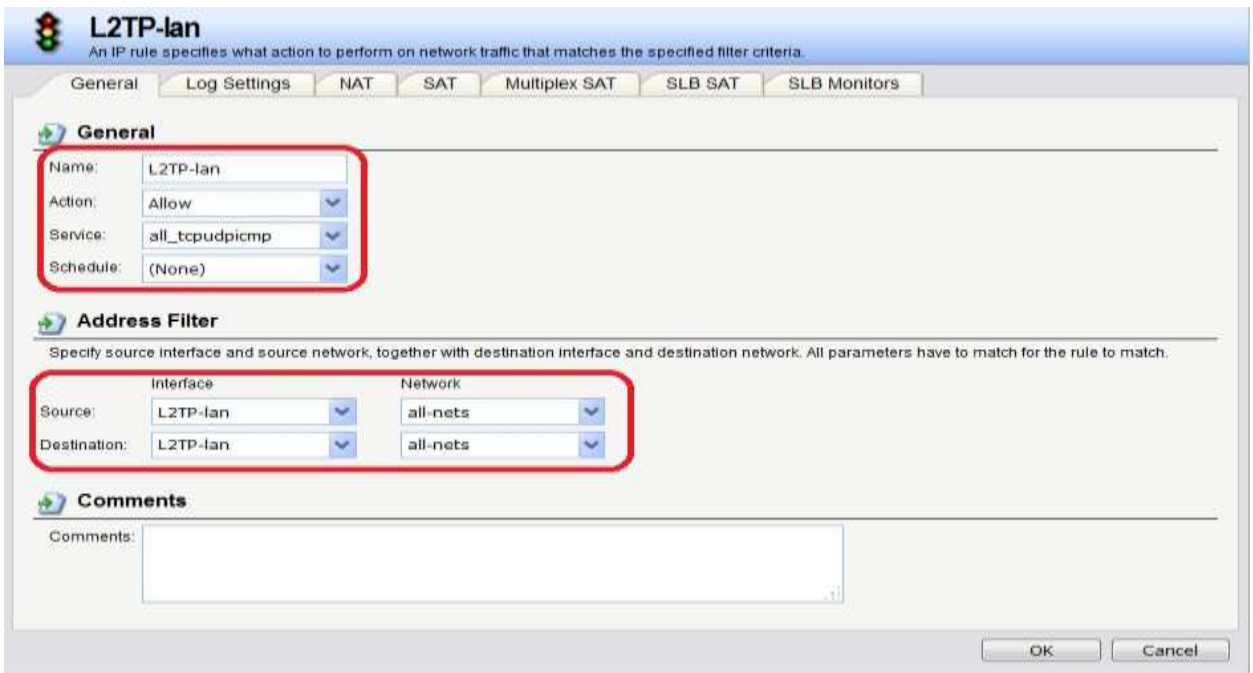 L2TP-lan
An IP rule specifies what action to perform on network traffic that matches the specified filter criteria.
General Log Settings NAT SAT Multiplex SAT SLB SAT SLB Monitors
General
Name: L2TP-lan
Action: Allow
Service: all_tcpudpicmp
Schedule: (None)
Address Filter
Specify source interface and source network, together with destination interface and destination network. All parameters have to match for the rule to match.
Interface Network
Source: L2TP-lan all-nets
Destination: L2TP-lan all-nets
Comments
Comments:
OK Cancel